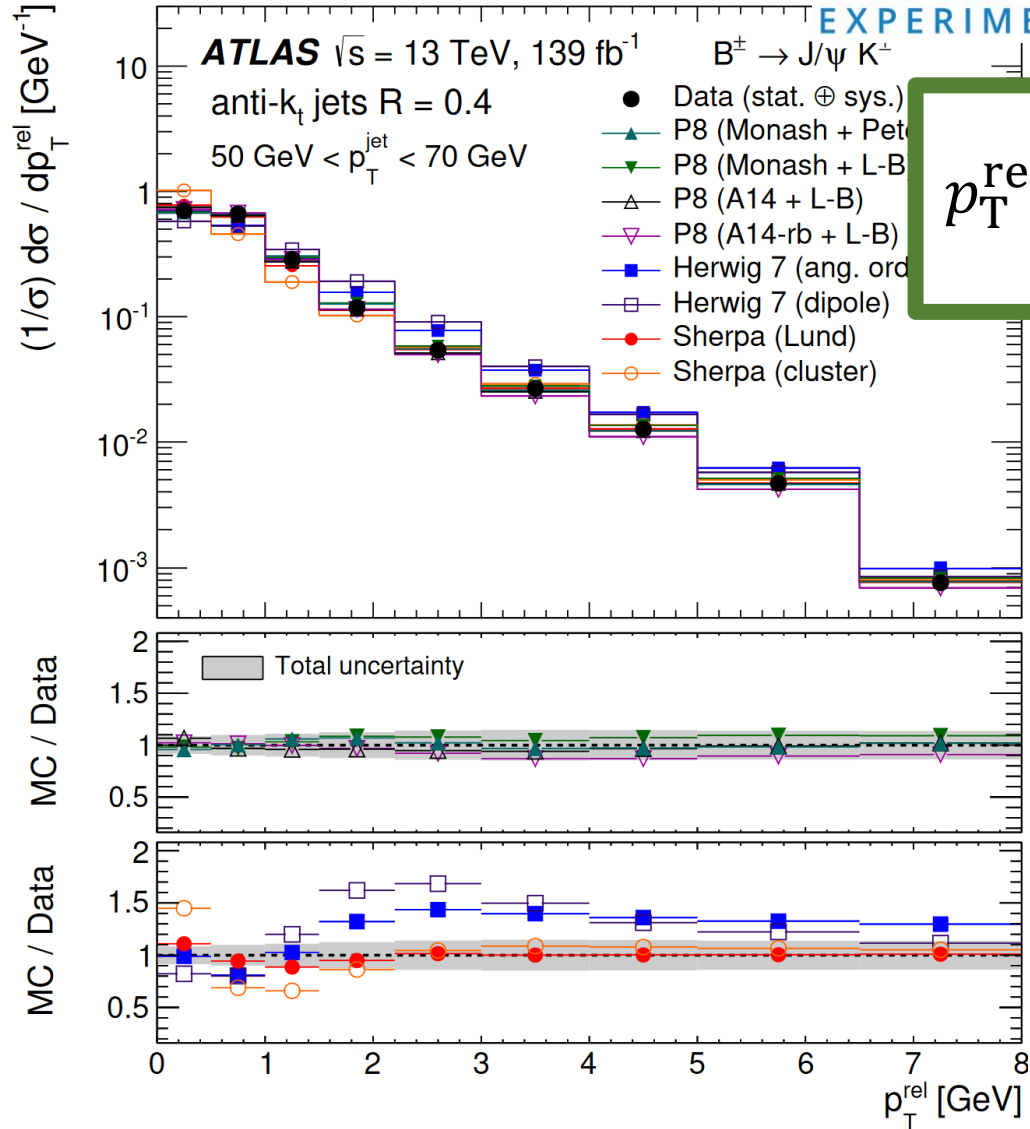 EXPERIME
ATLAS √s = 13 TeV, 139 fb⁻¹ B± → J/ψ K±
anti-kₜ jets R = 0.4
50 GeV < p_T^jet < 70 GeV
Data (stat. ⊕ sys.)
P8 (Monash + Pete
P8 (Monash + L-B
P8 (A14 + L-B)
P8 (A14-rb + L-B)
Herwig 7 (ang. ord
Herwig 7 (dipole)
Sherpa (Lund)
Sherpa (cluster)
p_T^re
(1/σ) dσ / dp_T^rel [GeV⁻¹]
10
1
10⁻¹
10⁻²
10⁻³
Total uncertainty
MC / Data
2
1.5
1
0.5
MC / Data
2
1.5
1
0.5
0 1 2 3 4 5 6 7 8
p_T^rel [GeV]